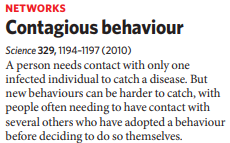 NETWORKS
Contagious behaviour
Science 329, 1194–1197 (2010)
A person needs contact with only one
infected individual to catch a disease. But
new behaviours can be harder to catch, with
people often needing to have contact with
several others who have adopted a behaviour
before deciding to do so themselves.